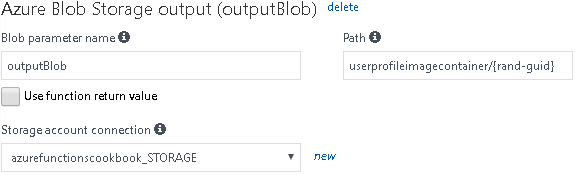 Azure Blob Storage output (outputBlob) delete
Blob parameter name
Path
outputBlob
userprofileimagecontainer/{rand-guid}
Use function return value
Storage account connection
azurefunctionscookbook_STORAGE
new